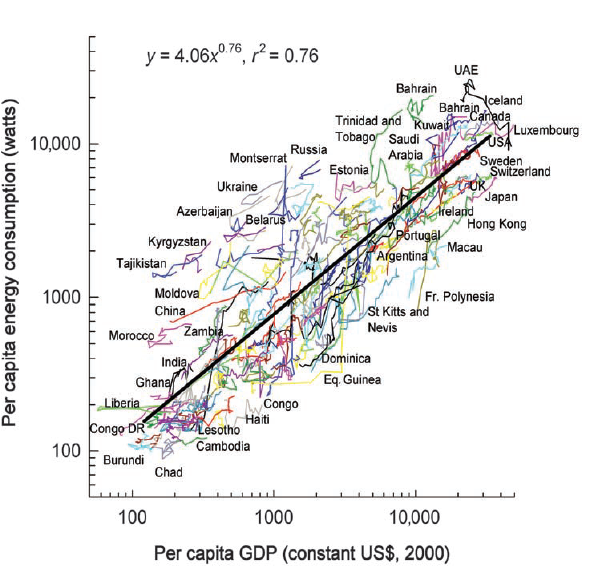 y = 4.06x^0.76, r^2 = 0.76
Per capita energy consumption (watts)
10,000
1000
100
UAE
Bahrain
Iceland
Bahrain
Canada
Trinidad and
Tobago
Kuwait
Luxembourg
Saudi
Arabia
USA
Russia
Montserrat
Sweden
Estonia
Switzerland
Ukraine
UK
Japan
Azerbaijan
Belarus
Ireland
Hong Kong
Kyrgyzstan
Portugal
Macau
Tajikistan
Argentina
Moldova
Fr. Polynesia
China
St Kitts and
Nevis
Morocco
Zambia
India
Dominica
Ghana
Eq. Guinea
Liberia
Congo
Haiti
Congo DR
Lesotho
Cambodia
Burundi
Chad
100
1000
10,000
Per capita GDP (constant US$, 2000)